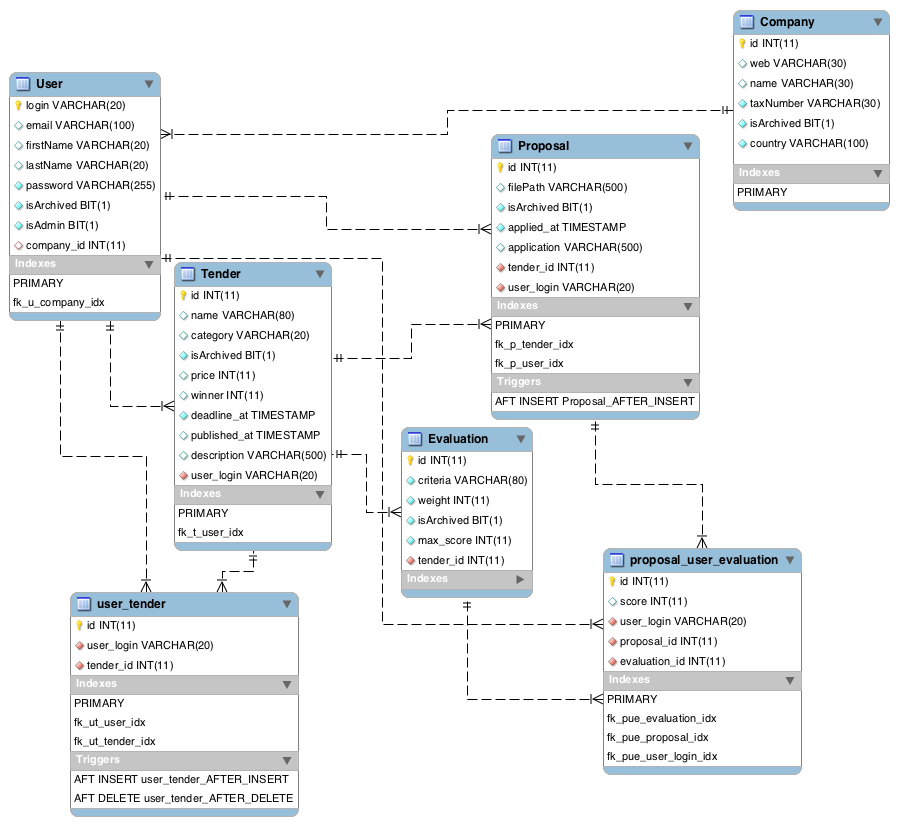 Company
id INT(11)
web VARCHAR(30)
name VARCHAR(30)
taxNumber VARCHAR(30)
isArchived BIT(1)
country VARCHAR(100)
Indexes
PRIMARY
User
login VARCHAR(20)
email VARCHAR(100)
firstName VARCHAR(20)
lastName VARCHAR(20)
password VARCHAR(255)
isArchived BIT(1)
isAdmin BIT(1)
company_id INT(11)
Indexes
PRIMARY
fk_u_company_idx
Proposal
id INT(11)
filePath VARCHAR(500)
isArchived BIT(1)
applied_at TIMESTAMP
application VARCHAR(500)
tender_id INT(11)
user_login VARCHAR(20)
Indexes
PRIMARY
fk_p_tender_idx
fk_p_user_idx
Triggers
AFT INSERT Proposal_AFTER_INSERT
Tender
id INT(11)
name VARCHAR(80)
category VARCHAR(20)
isArchived BIT(1)
price INT(11)
winner INT(11)
deadline_at TIMESTAMP
published_at TIMESTAMP
description VARCHAR(500)
user_login VARCHAR(20)
Indexes
PRIMARY
fk_t_user_idx
Evaluation
id INT(11)
criteria VARCHAR(80)
weight INT(11)
isArchived BIT(1)
max_score INT(11)
tender_id INT(11)
Indexes
proposal_user_evaluation
id INT(11)
score INT(11)
user_login VARCHAR(20)
proposal_id INT(11)
evaluation_id INT(11)
Indexes
PRIMARY
fk_pue_evaluation_idx
fk_pue_proposal_idx
fk_pue_user_login_idx
user_tender
id INT(11)
user_login VARCHAR(20)
tender_id INT(11)
Indexes
PRIMARY
fk_ut_user_idx
fk_ut_tender_idx
Triggers
AFT INSERT user_tender_AFTER_INSERT
AFT DELETE user_tender_AFTER_DELETE